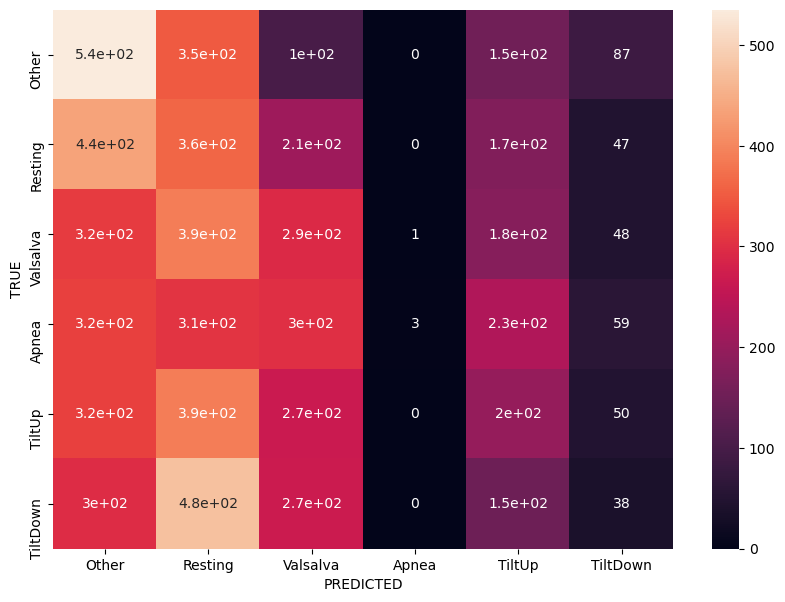 Other 5.4e+02 3.5e+02 1e+02 0 1.5e+02 87
Resting 4.4e+02 3.6e+02 2.1e+02 0 1.7e+02 47
Valsalva 3.2e+02 3.9e+02 2.9e+02 1 1.8e+02 48
Apnea 3.2e+02 3.1e+02 3e+02 3 2.3e+02 59
TiltUp 3.2e+02 3.9e+02 2.7e+02 0 2e+02 50
TiltDown 3e+02 4.8e+02 2.7e+02 0 1.5e+02 38
TRUE
Other Resting Valsalva Apnea TiltUp TiltDown
PREDICTED
500
400
300
200
100
0